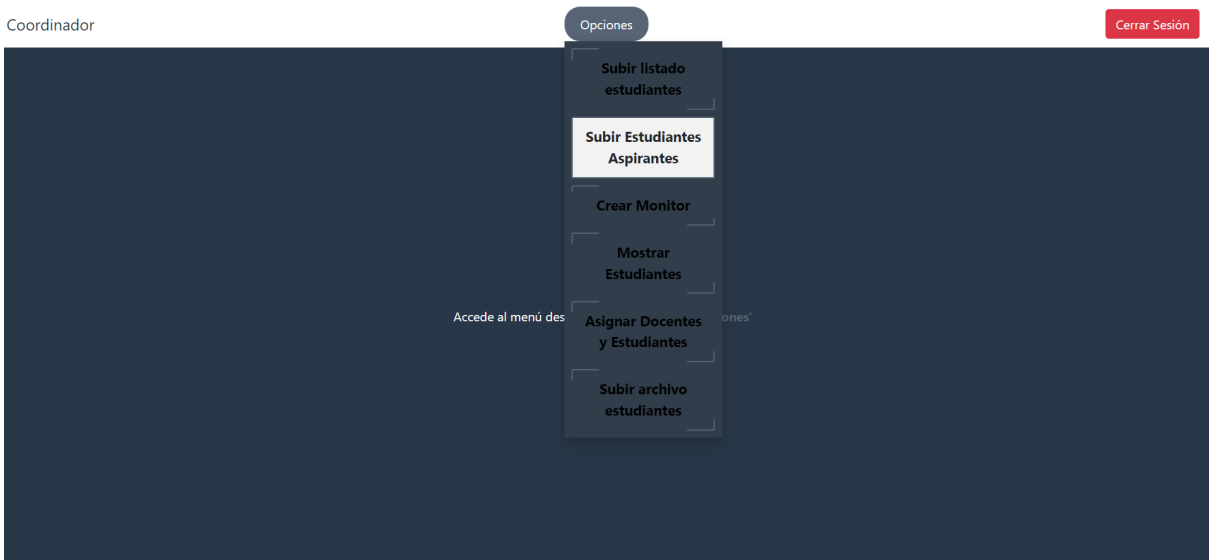 Coordinador
Opciones
Cerrar Sesión
Subir listado
estudiantes
Subir Estudiantes
Aspirantes
Crear Monitor
Mostrar
Estudiantes
Accede al menú des ones'
Asignar Docentes
y Estudiantes
Subir archivo
estudiantes